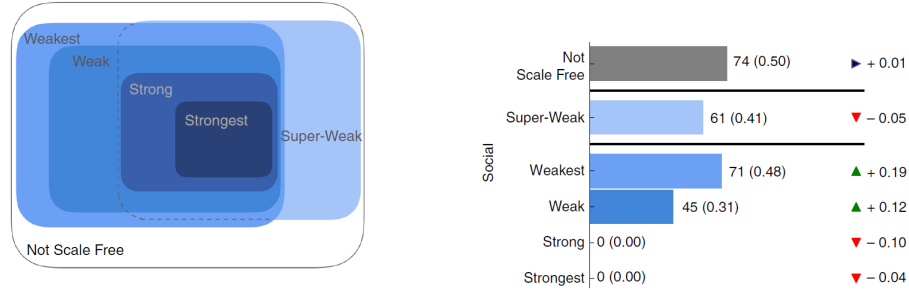 Weakest
Weak
Strong
Strongest
Super-Weak
Not Scale Free
Social
Not
Scale Free
74 (0.50)
+ 0.01
Super-Weak
61 (0.41)
− 0.05
Weakest
71 (0.48)
+ 0.19
Weak
45 (0.31)
+ 0.12
Strong
0 (0.00)
− 0.10
Strongest
0 (0.00)
− 0.04